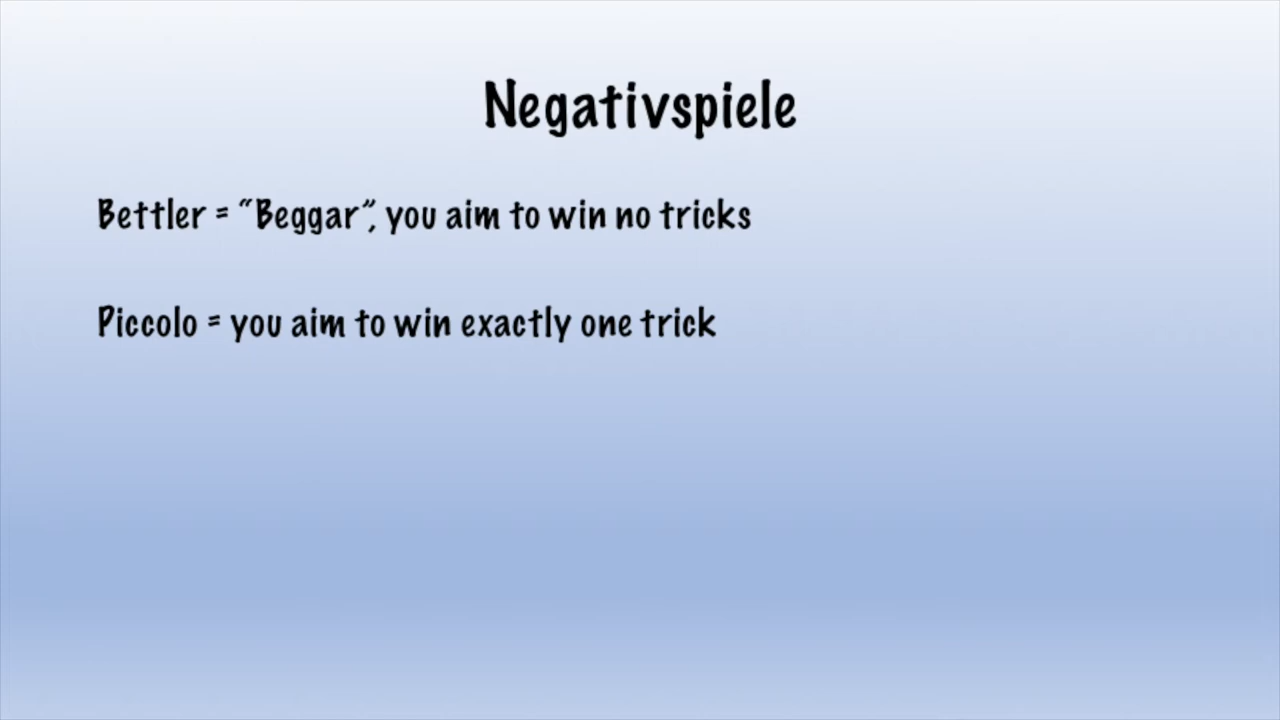 Negativspiele
Bettler = “Beggar”, you aim to win no tricks
Piccolo = you aim to win exactly one trick